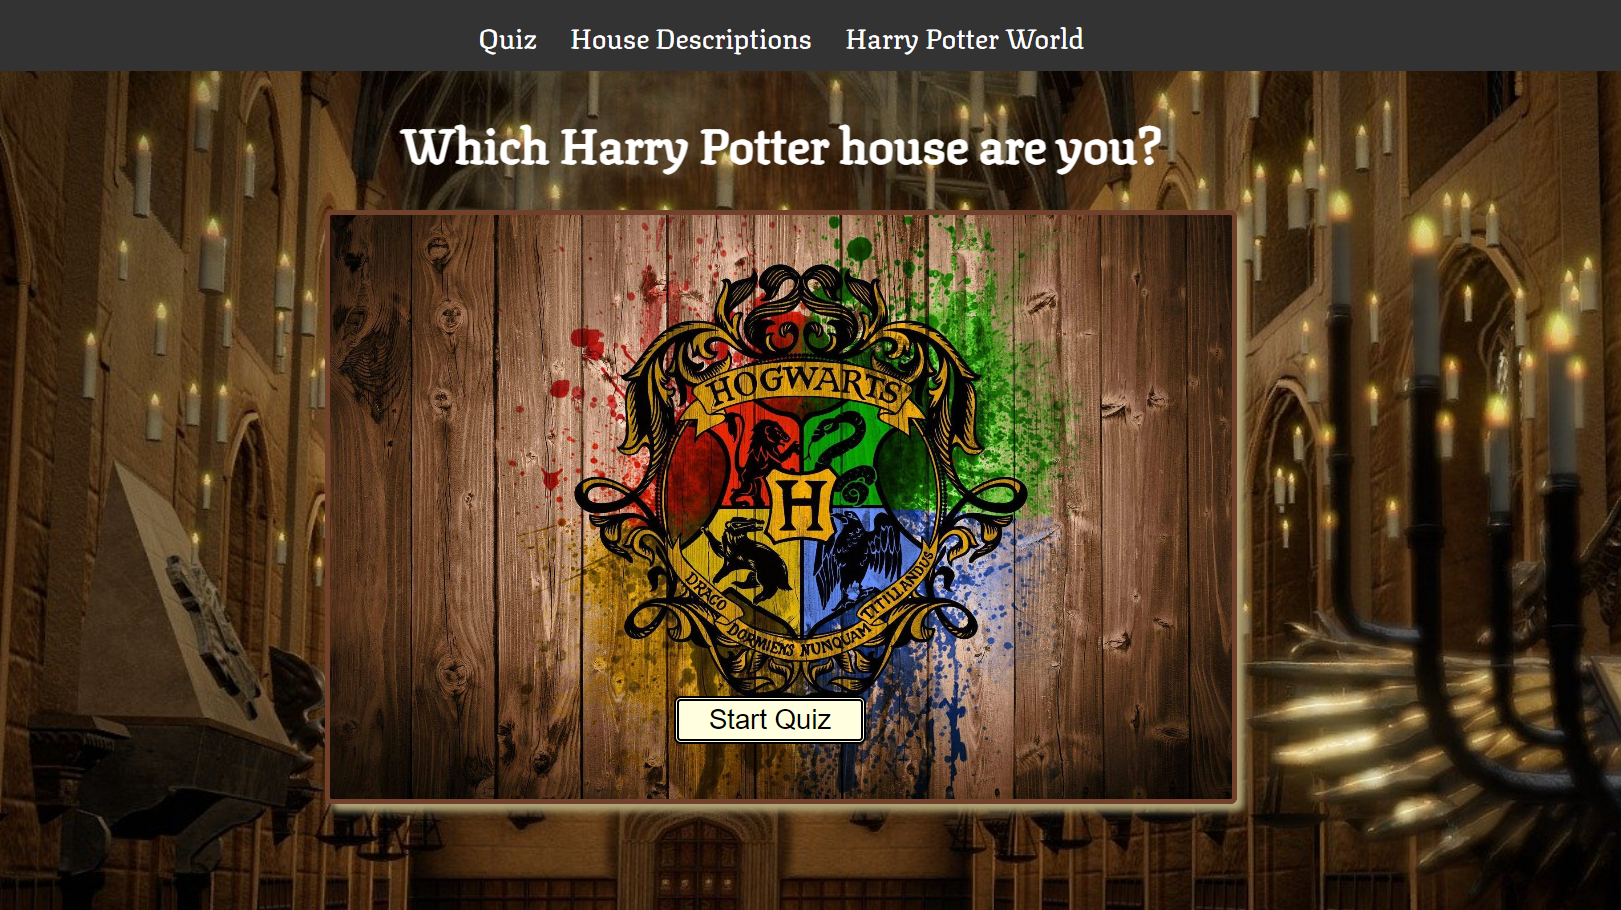 Quiz House Descriptions Harry Potter World
Which Harry Potter house are you?
HOGWARTS
H
DRACO DORMIENS NUNQUAM TITILLANDUS
Start Quiz